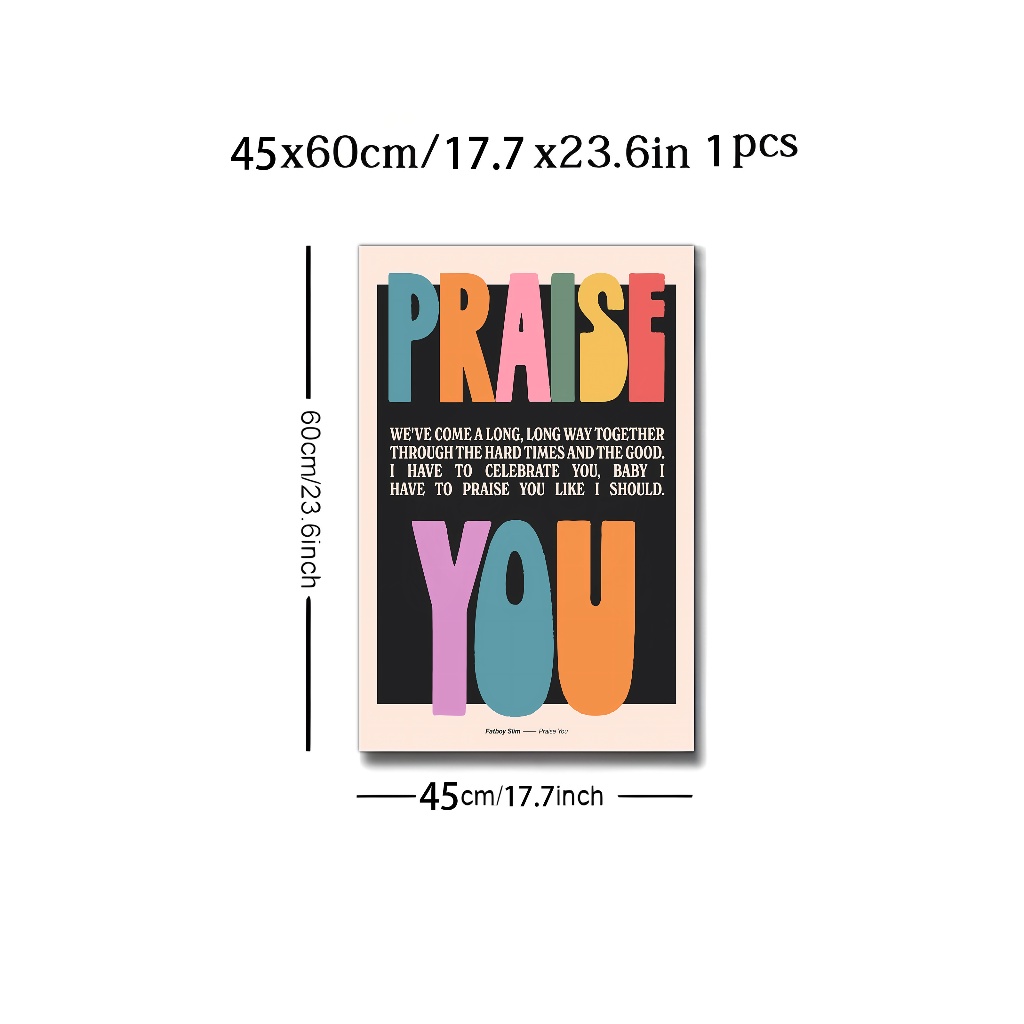 45x60cm/17.7 x23.6in 1pcs
PRAISE
WE'VE COME A LONG, LONG WAY TOGETHER
THROUGH THE HARD TIMES AND THE GOOD.
I HAVE TO CELEBRATE YOU, BABY I
HAVE TO PRAISE YOU LIKE I SHOULD.
60cm/23.6inch
YOU
Fatboy Slim —— Praise You
45cm/17.7inch